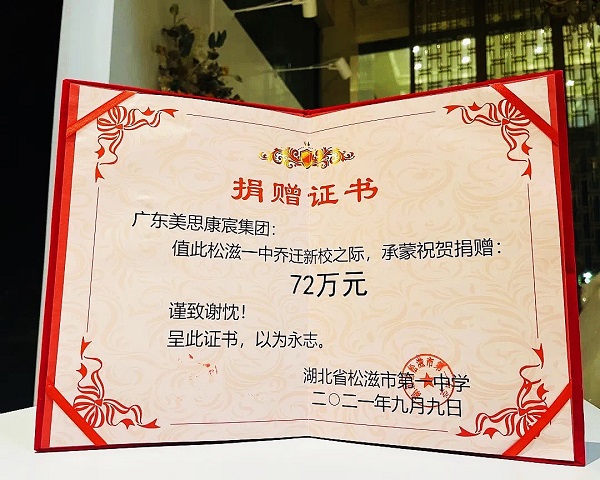 捐赠证书
广东美思康宸集团：
值此松滋一中乔迁新校之际，承蒙祝贺捐赠：
72万元
谨致谢忱！
呈此证书，以为永志。
湖北省松滋市第一中学
二〇二一年九月九日